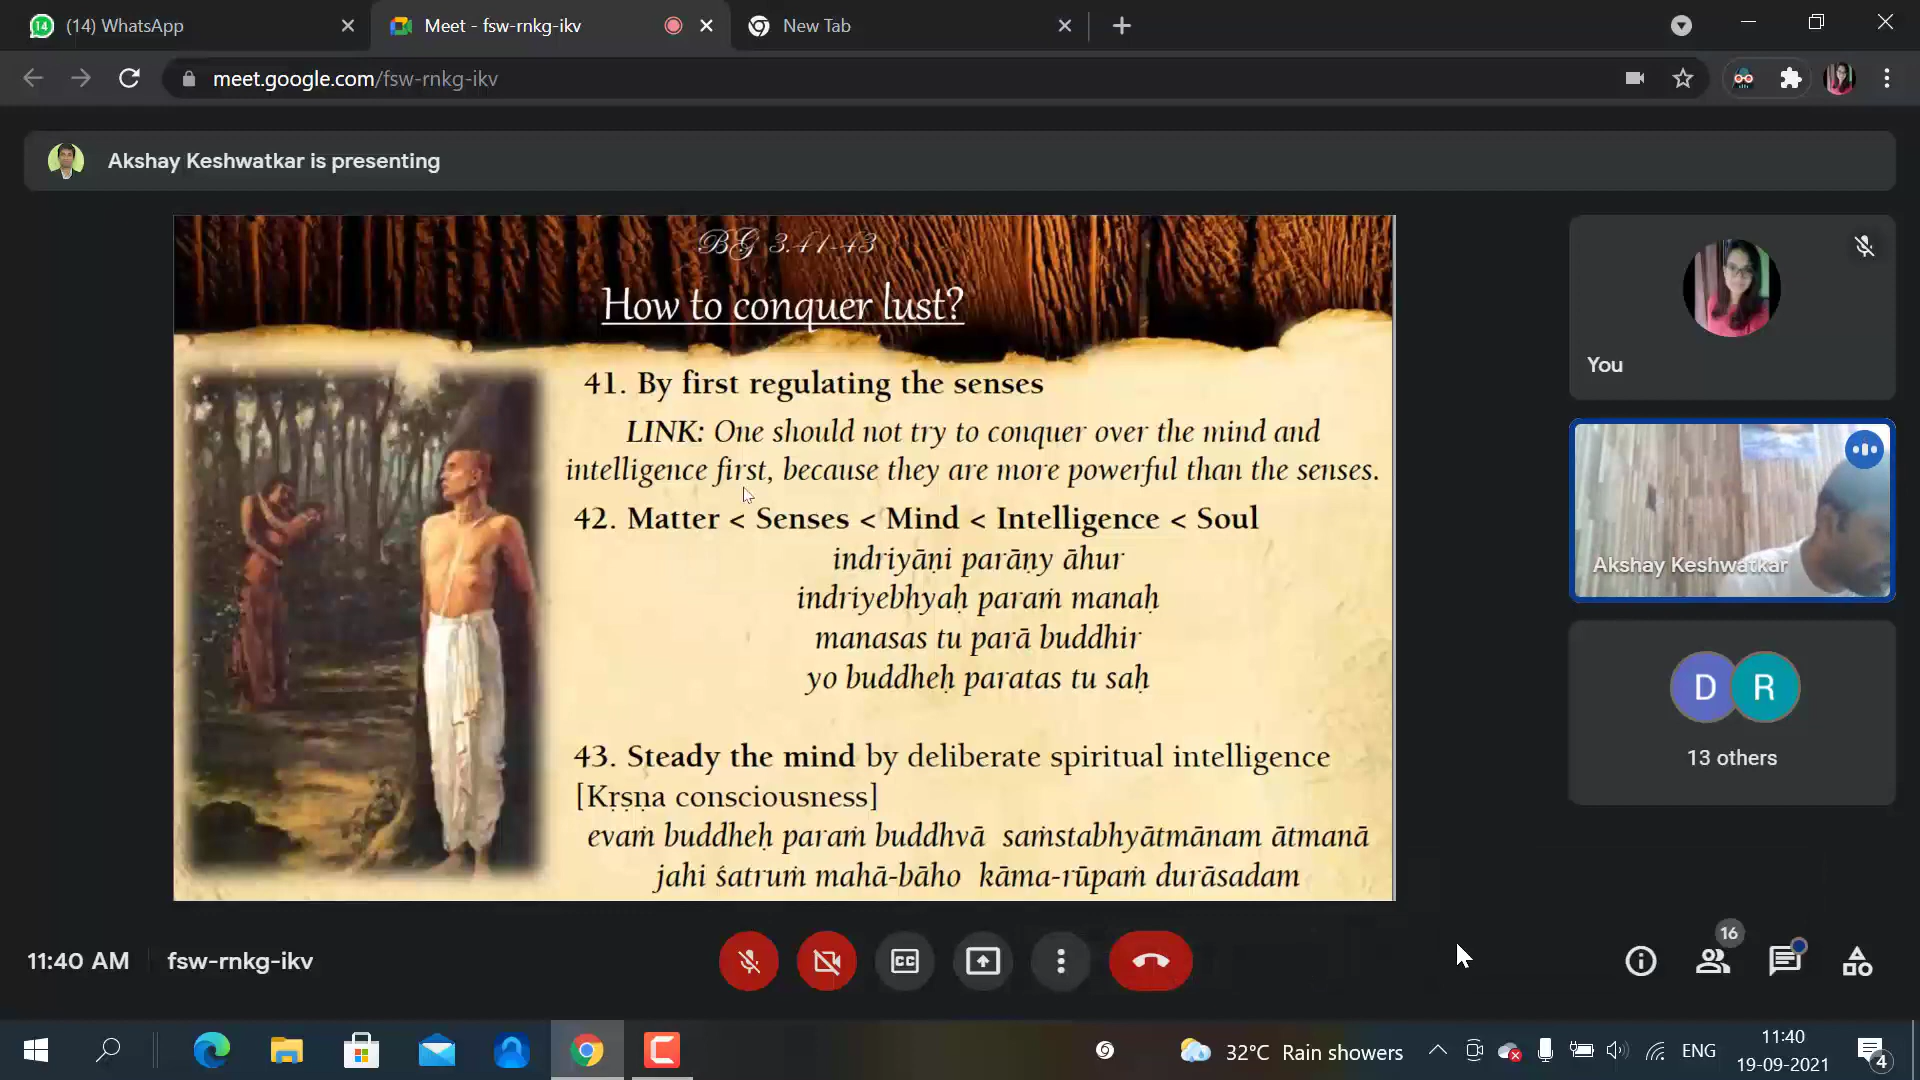 14
(14) WhatsApp
Meet - fsw-rnkg-ikv
New Tab
meet.google.com/fsw-rnkg-ikv
Akshay Keshwatkar is presenting
BG 3.41-43
How to conquer lust?
41. By first regulating the senses
LINK: One should not try to conquer over the mind and
intelligence first, because they are more powerful than the senses.
42. Matter < Senses < Mind < Intelligence < Soul
indriyāṇi parāṇy āhur
indriyebhyaḥ paraṁ manaḥ
manasas tu parā buddhir
yo buddheḥ paratas tu saḥ
43. Steady the mind by deliberate spiritual intelligence
[Kṛṣṇa consciousness]
evaṁ buddheḥ paraṁ buddhvā saṁstabhyātmānam ātmanā
jahi śatruṁ mahā-bāho kāma-rūpaṁ durāsadam
You
Akshay Keshwatkar
D R
13 others
11:40 AM
fsw-rnkg-ikv
CC
16
32°C Rain showers
ENG
11:40
19-09-2021
4